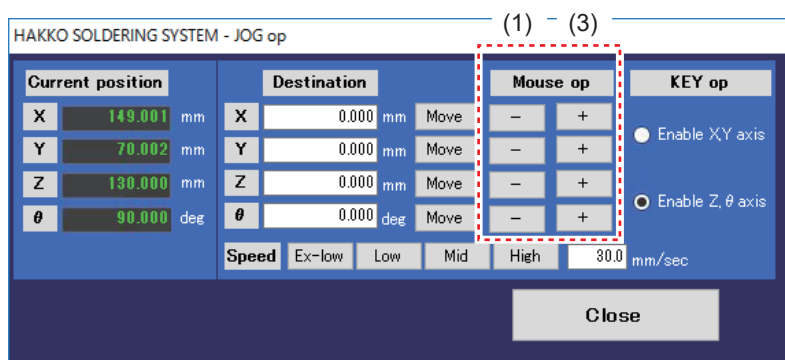 (1) (3)
HAKKO SOLDERING SYSTEM - JOG op
Current position Destination Mouse op KEY op
X 149.001 mm X 0.000 mm Move - + Enable X,Y axis
Y 70.002 mm Y 0.000 mm Move - +
Z 130.000 mm Z 0.000 mm Move - + Enable Z, θ axis
θ 90.000 deg θ 0.000 deg Move - +
Speed Ex-low Low Mid High 30.0 mm/sec
Close